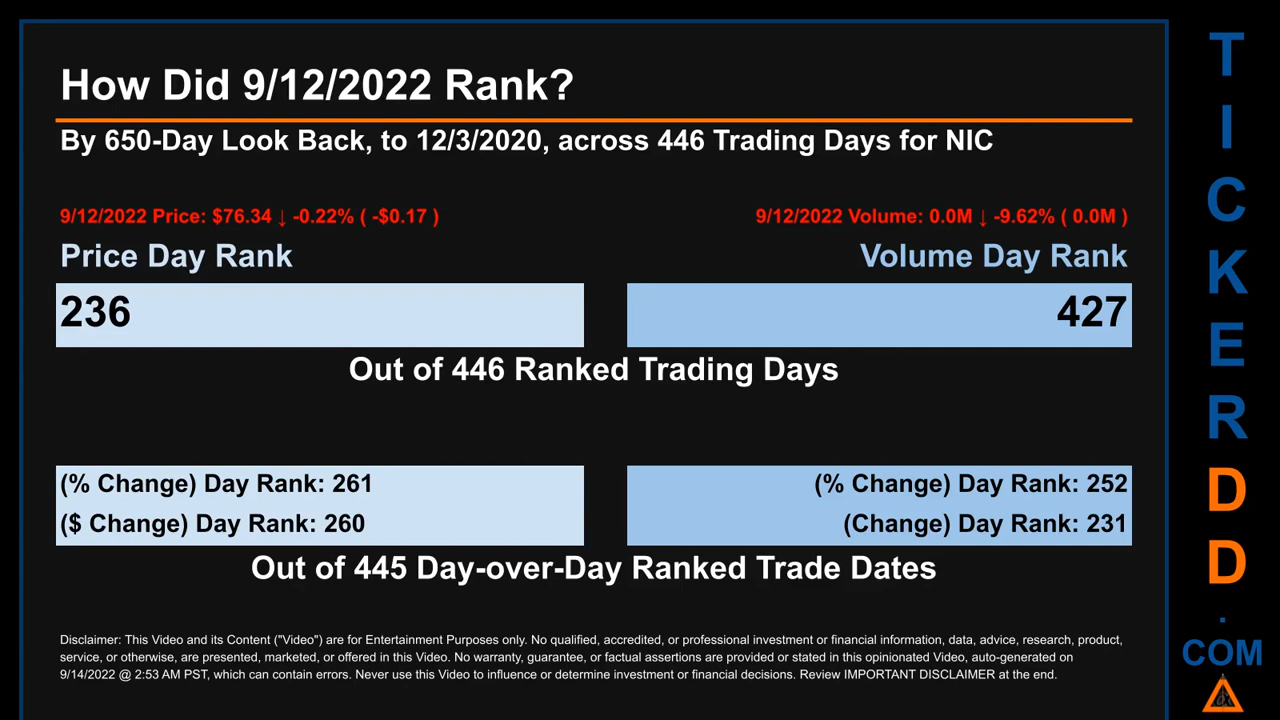 How Did 9/12/2022 Rank?
By 650-Day Look Back, to 12/3/2020, across 446 Trading Days for NIC
9/12/2022 Price: $76.34 ↓ -0.22% ( -$0.17 )
9/12/2022 Volume: 0.0M ↓ -9.62% ( 0.0M )
Price Day Rank
Volume Day Rank
236
427
Out of 446 Ranked Trading Days
(% Change) Day Rank: 261
(% Change) Day Rank: 252
($ Change) Day Rank: 260
(Change) Day Rank: 231
Out of 445 Day-over-Day Ranked Trade Dates
Disclaimer: This Video and its Content ("Video") are for Entertainment Purposes only. No qualified, accredited, or professional investment or financial information, data, advice, research, product,
service, or otherwise, are presented, marketed, or offered in this Video. No warranty, guarantee, or factual assertions are provided or stated in this opinionated Video, auto-generated on
9/14/2022 @ 2:53 AM PST, which can contain errors. Never use this Video to influence or determine investment or financial decisions. Review IMPORTANT DISCLAIMER at the end.
T
I
C
K
E
R
D
D
.
COM